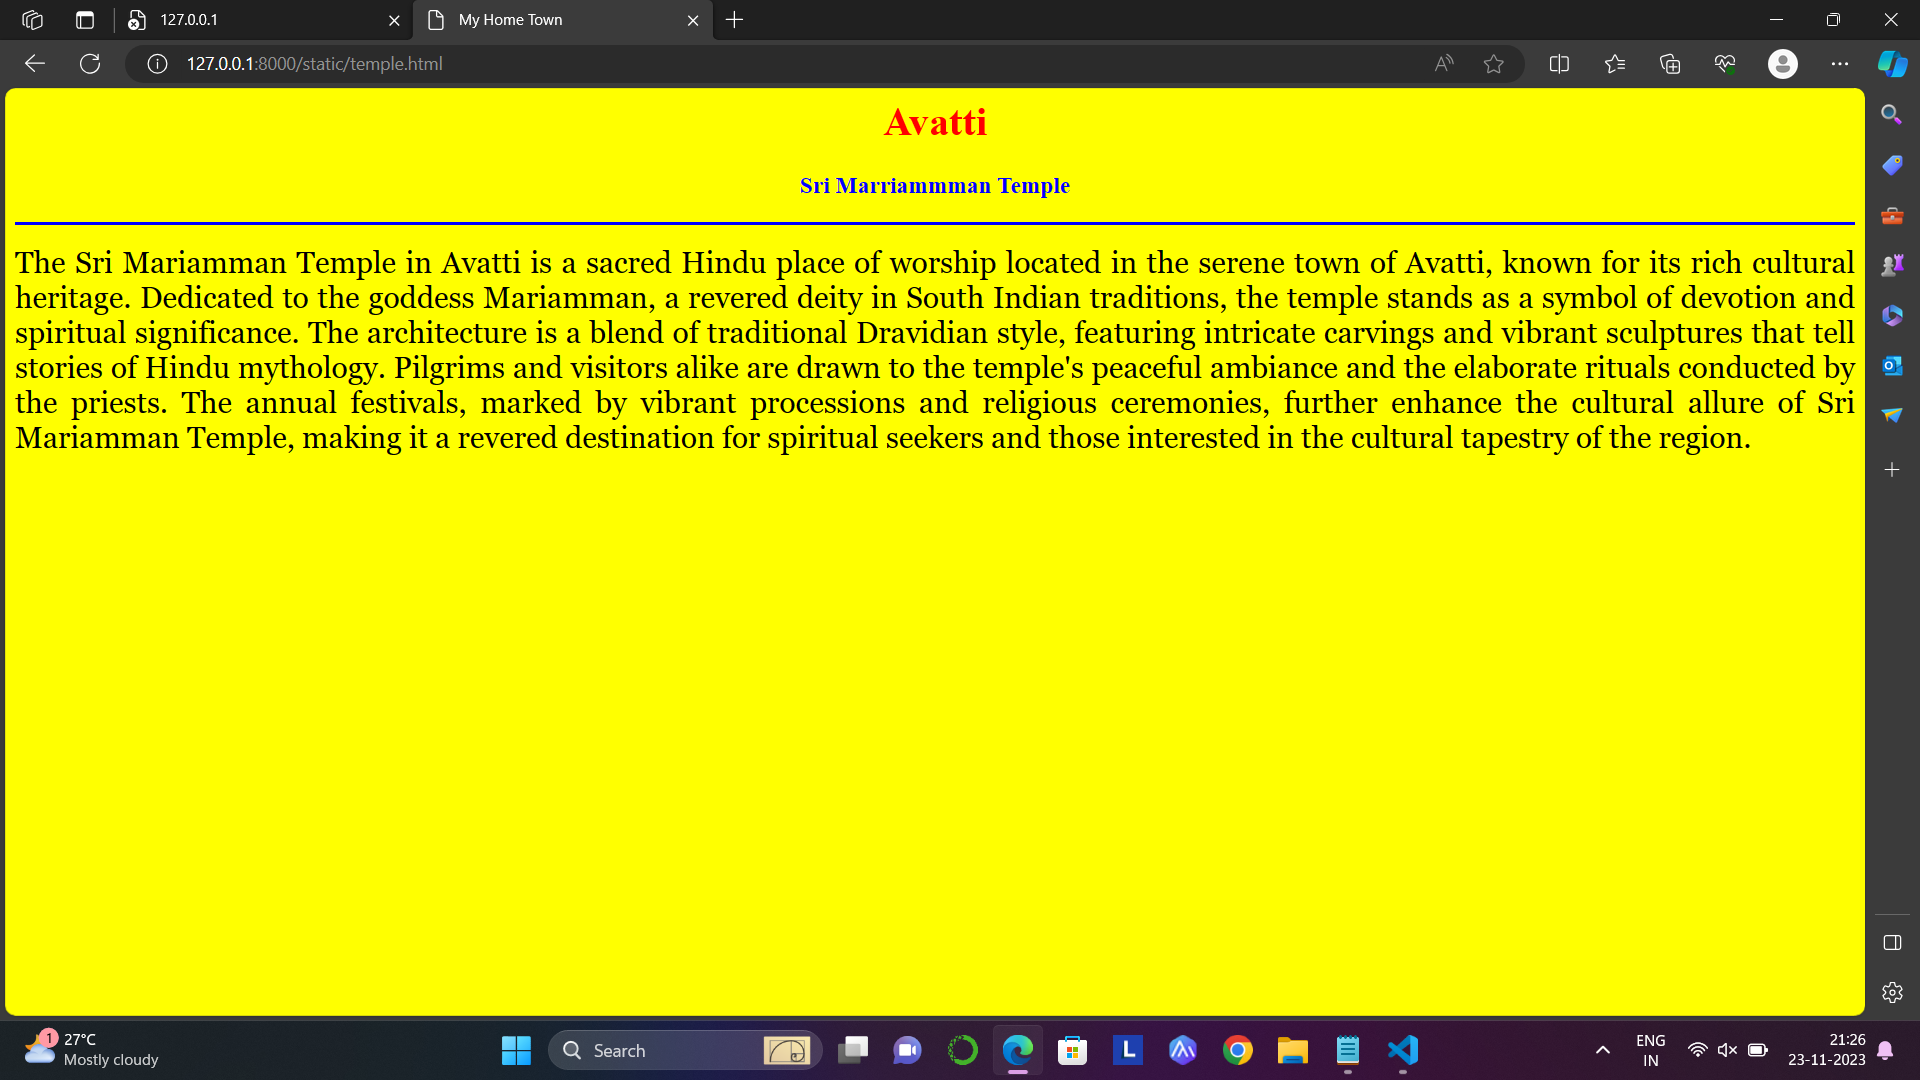 127.0.0.1
My Home Town
127.0.0.1:8000/static/temple.html
Avatti
Sri Marriammman Temple
The Sri Mariamman Temple in Avatti is a sacred Hindu place of worship located in the serene town of Avatti, known for its rich cultural
heritage. Dedicated to the goddess Mariamman, a revered deity in South Indian traditions, the temple stands as a symbol of devotion and
spiritual significance. The architecture is a blend of traditional Dravidian style, featuring intricate carvings and vibrant sculptures that tell
stories of Hindu mythology. Pilgrims and visitors alike are drawn to the temple's peaceful ambiance and the elaborate rituals conducted by
the priests. The annual festivals, marked by vibrant processions and religious ceremonies, further enhance the cultural allure of Sri
Mariamman Temple, making it a revered destination for spiritual seekers and those interested in the cultural tapestry of the region.
1
27°C
Mostly cloudy
Search
L
ENG
IN
21:26
23-11-2023